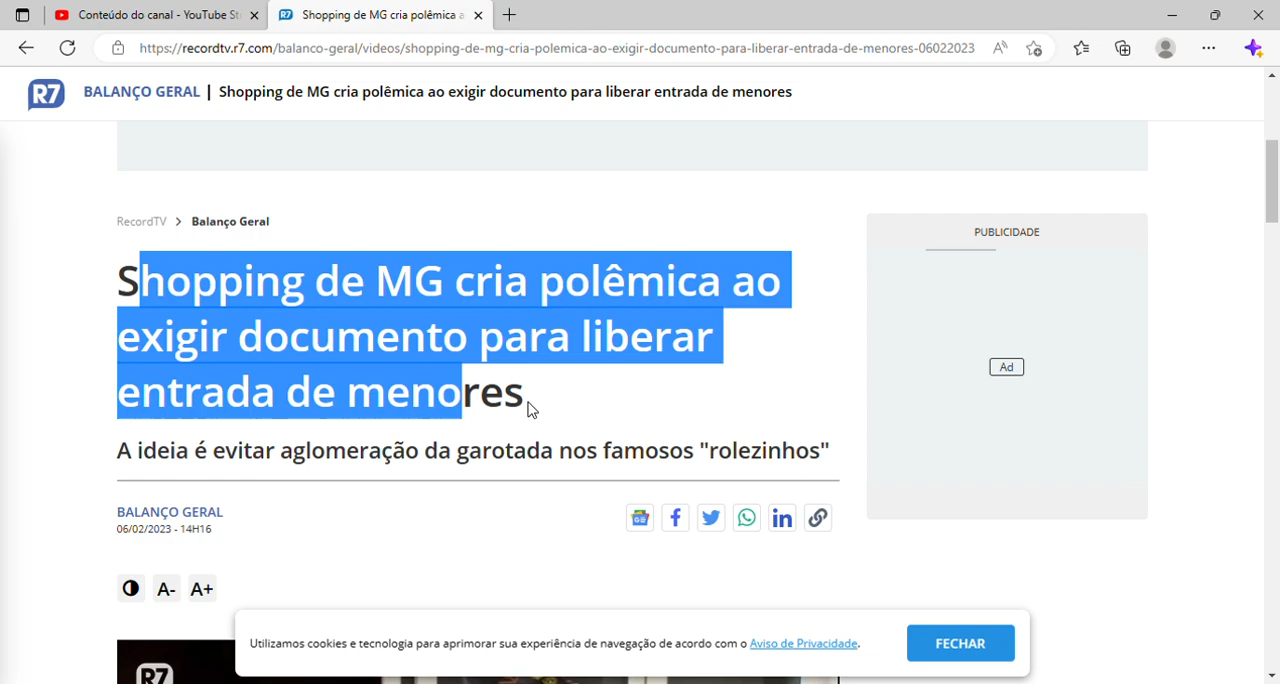 Conteúdo do canal - YouTube St
Shopping de MG cria polêmica a
https://recordtv.r7.com/balanco-geral/videos/shopping-de-mg-cria-polemica-ao-exigir-documento-para-liberar-entrada-de-menores-06022023
R7 BALANÇO GERAL | Shopping de MG cria polêmica ao exigir documento para liberar entrada de menores
RecordTV > Balanço Geral
PUBLICIDADE
Ad
Shopping de MG cria polêmica ao
exigir documento para liberar
entrada de menores
A ideia é evitar aglomeração da garotada nos famosos "rolezinhos"
BALANÇO GERAL
06/02/2023 - 14H16
A- A+
Utilizamos cookies e tecnologia para aprimorar sua experiência de navegação de acordo com o Aviso de Privacidade.
FECHAR
R7